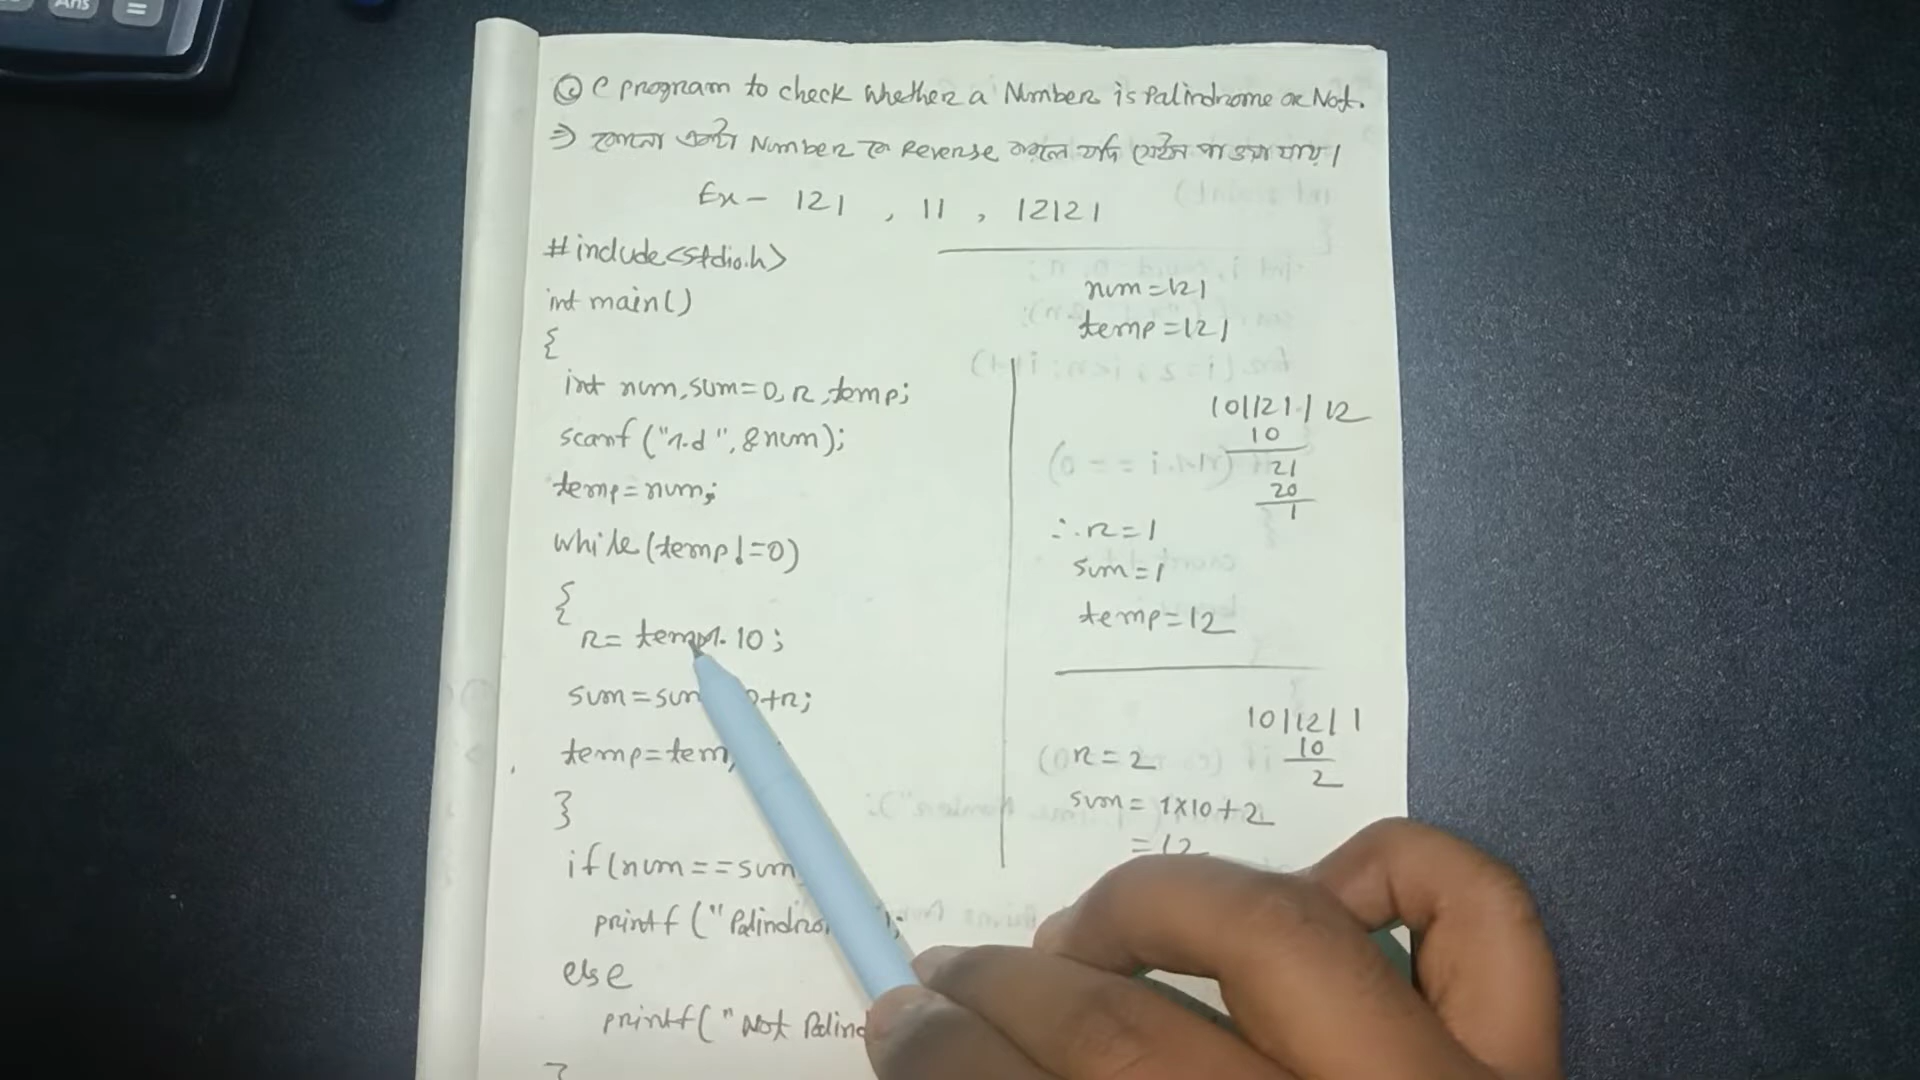 Q C program to check whether a Number is Palindrome or Not.
⇒ কোনো একটা Number কে Reverse করলে যদি সেইম পাওয়া যায়।
Ex - 121 , 11 , 12121
#include<stdio.h>
int main()
{
int num, sum=0, r, temp;
scanf ("%d", &num);
temp=num;
while (temp!=0)
{
r= temp% 10;
sum=sum +r;
temp=tem
}
if (num==sum
printf ("Palindro ;
else
printf ("Not Palind
}
num=121
temp=121
10|121|12
10
21
20
1
∴ r=1
sum=1
temp=12
10|12|1
10
2
r=2
sum= 1x10+2
=12
Ans
=